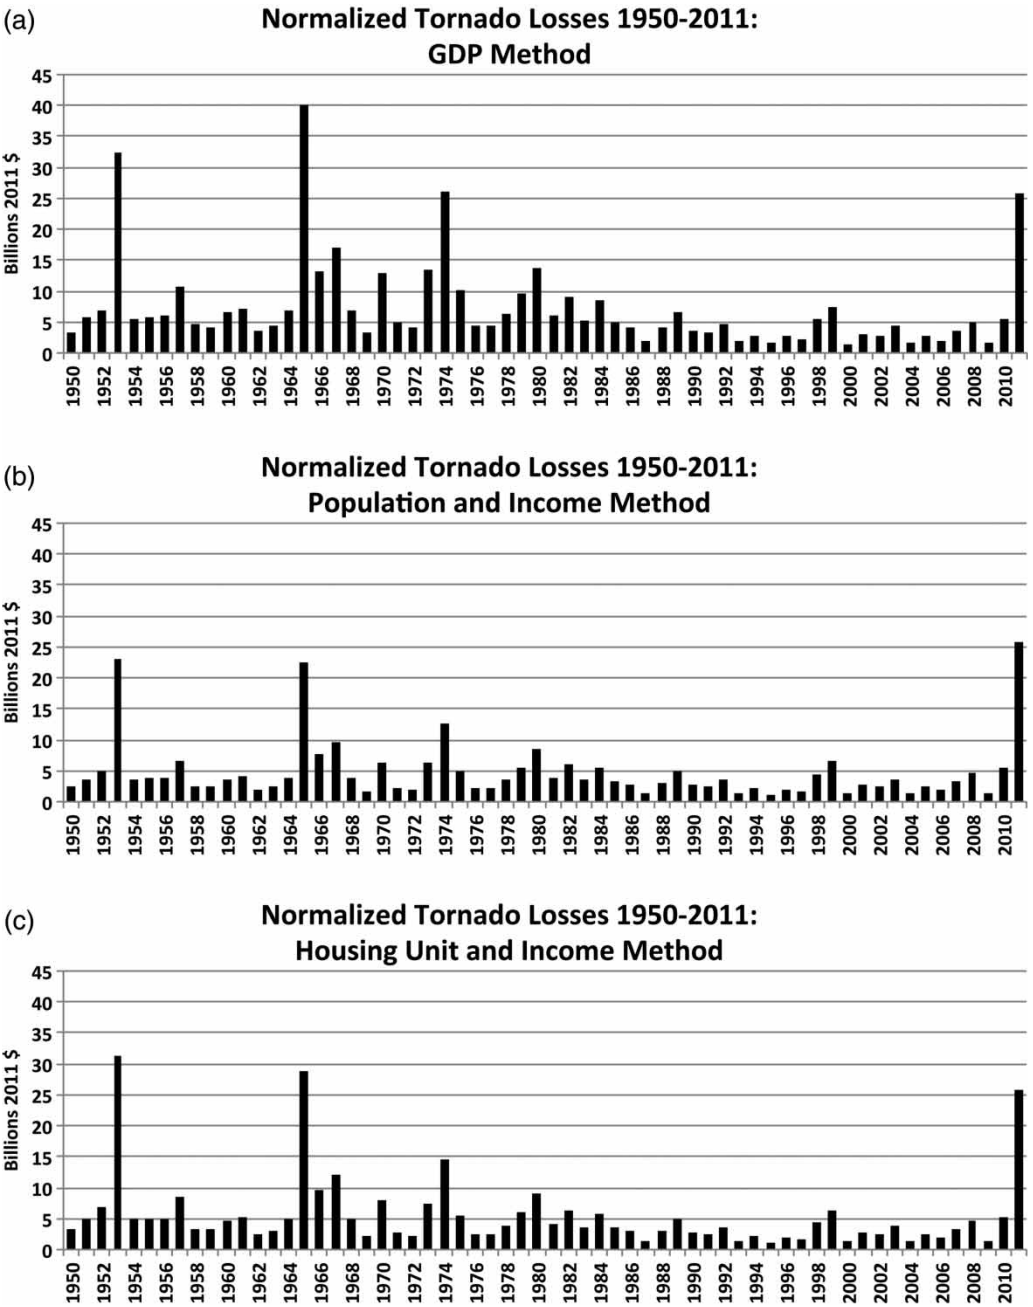 (a)
Normalized Tornado Losses 1950-2011:
GDP Method
Billions 2011 $
45
40
35
30
25
20
15
10
5
0
1950 1952 1954 1956 1958 1960 1962 1964 1966 1968 1970 1972 1974 1976 1978 1980 1982 1984 1986 1988 1990 1992 1994 1996 1998 2000 2002 2004 2006 2008 2010
(b)
Normalized Tornado Losses 1950-2011:
Population and Income Method
Billions 2011 $
45
40
35
30
25
20
15
10
5
0
1950 1952 1954 1956 1958 1960 1962 1964 1966 1968 1970 1972 1974 1976 1978 1980 1982 1984 1986 1988 1990 1992 1994 1996 1998 2000 2002 2004 2006 2008 2010
(c)
Normalized Tornado Losses 1950-2011:
Housing Unit and Income Method
Billions 2011 $
45
40
35
30
25
20
15
10
5
0
1950 1952 1954 1956 1958 1960 1962 1964 1966 1968 1970 1972 1974 1976 1978 1980 1982 1984 1986 1988 1990 1992 1994 1996 1998 2000 2002 2004 2006 2008 2010